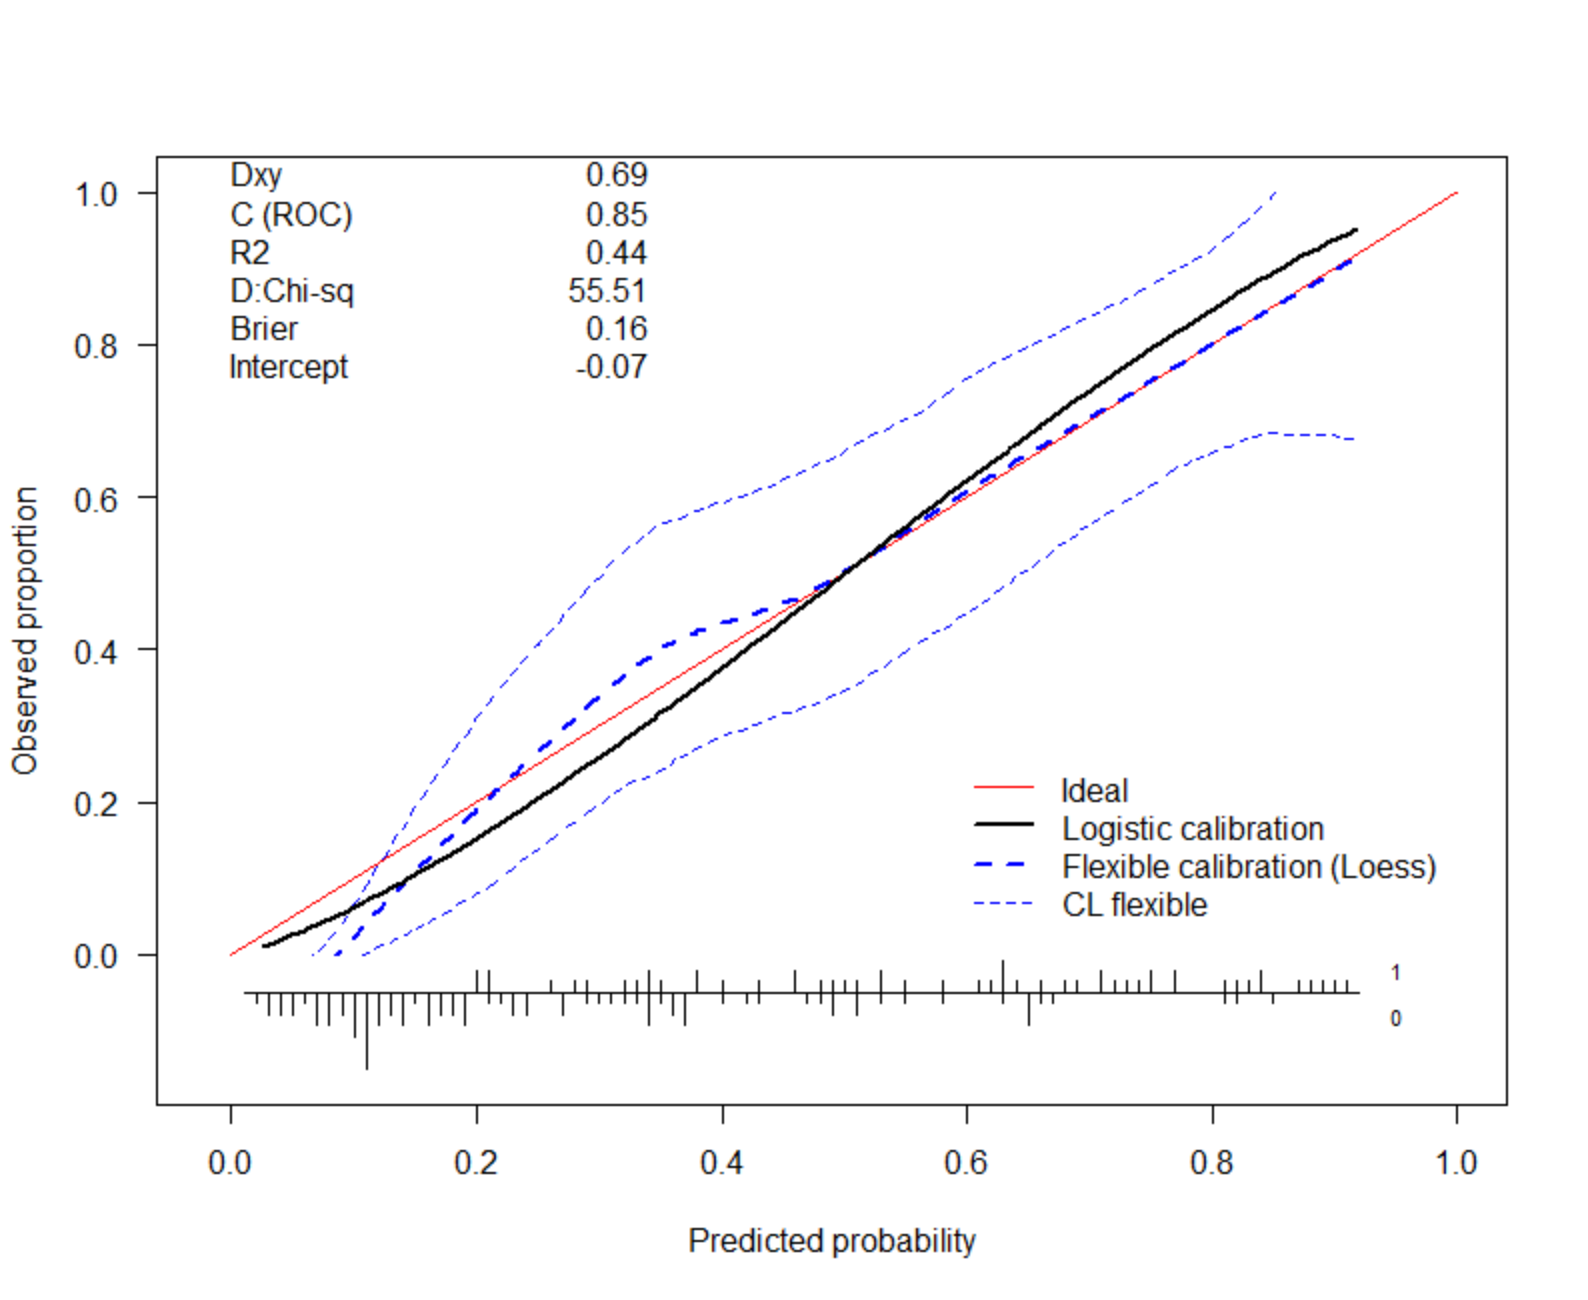 Dxy 0.69
C (ROC) 0.85
R2 0.44
D:Chi-sq 55.51
Brier 0.16
Intercept -0.07
1.0
0.8
0.6
0.4
0.2
0.0
Observed proportion
Ideal
Logistic calibration
Flexible calibration (Loess)
CL flexible
1
0
0.0 0.2 0.4 0.6 0.8 1.0
Predicted probability